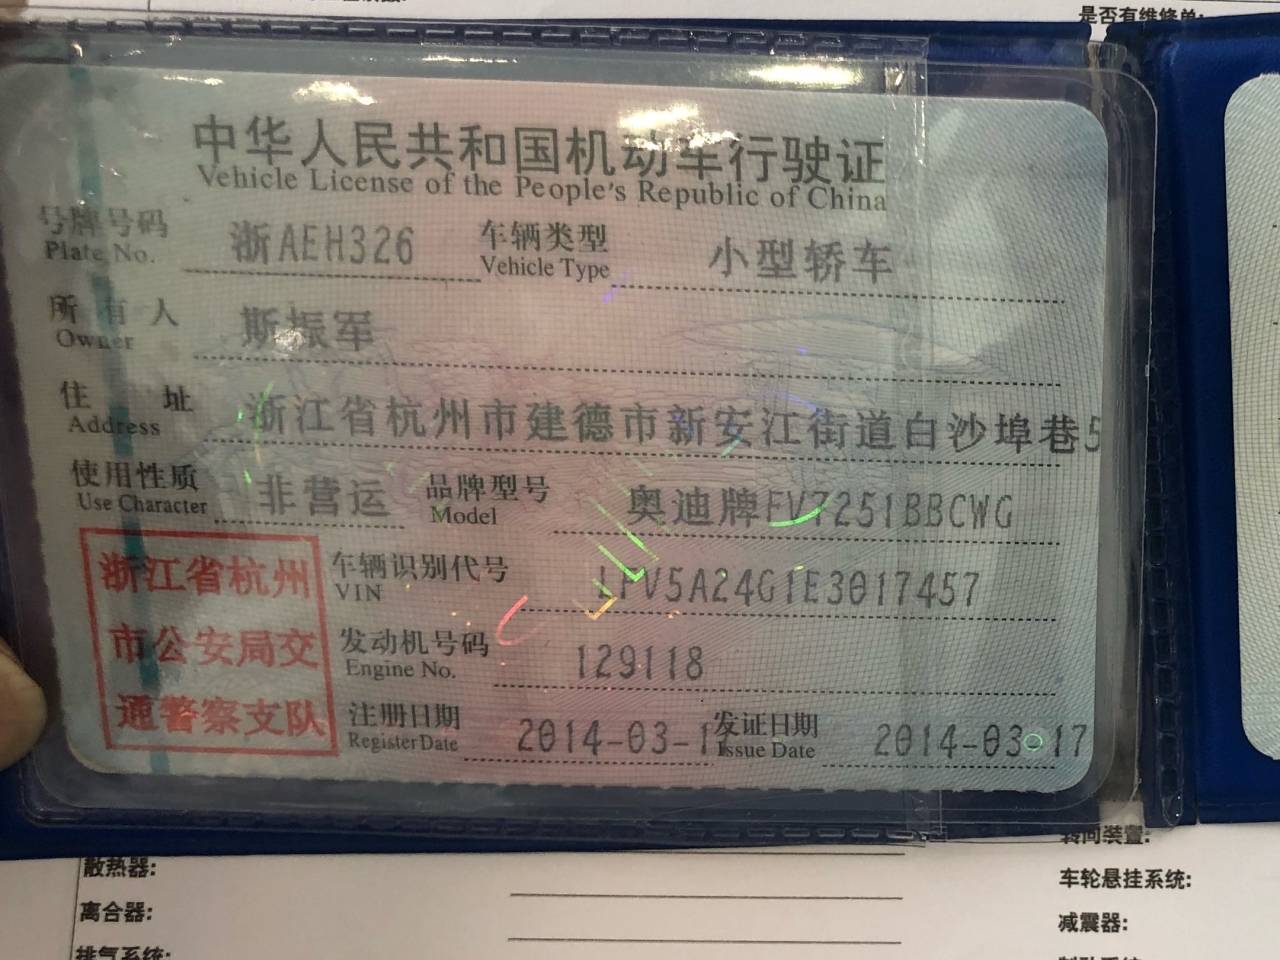 是否有维修单:
中华人民共和国机动车行驶证
Vehicle License of the People's Republic of China
号牌号码 浙AEH326 车辆类型 小型轿车
Plate No. Vehicle Type
所有人 斯振军
Owner
住址 浙江省杭州市建德市新安江街道白沙埠巷5
Address
使用性质 非营运 品牌型号 奥迪牌FV7251BBCWG
Use Character Model
浙江省杭州
市公安局交
通警察支队
车辆识别代号 LFV5A24G1E3017457
VIN
发动机号码 129118
Engine No.
注册日期 2014-03-1 发证日期 2014-03-17
Register Date Issue Date
散热器:
离合器:
排气系统:
转向装置:
车轮悬挂系统:
减震器: